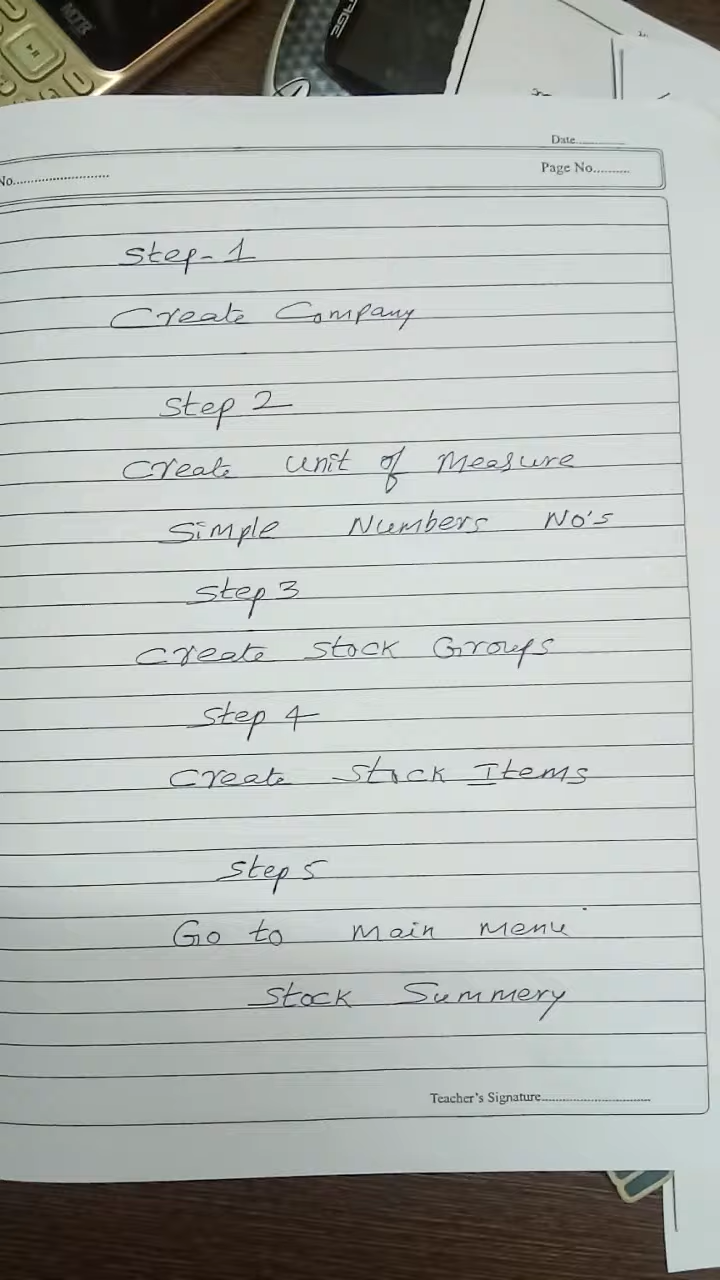 MTR
Date............
No..........................
Page No..........
Step-1
Create Company
Step 2
Create unit of Measure
Simple Numbers No's
Step 3
Create Stock Groups
Step 4
Create Stock Items
Step 5
Go to main menu
Stock Summery
Teacher's Signature................................